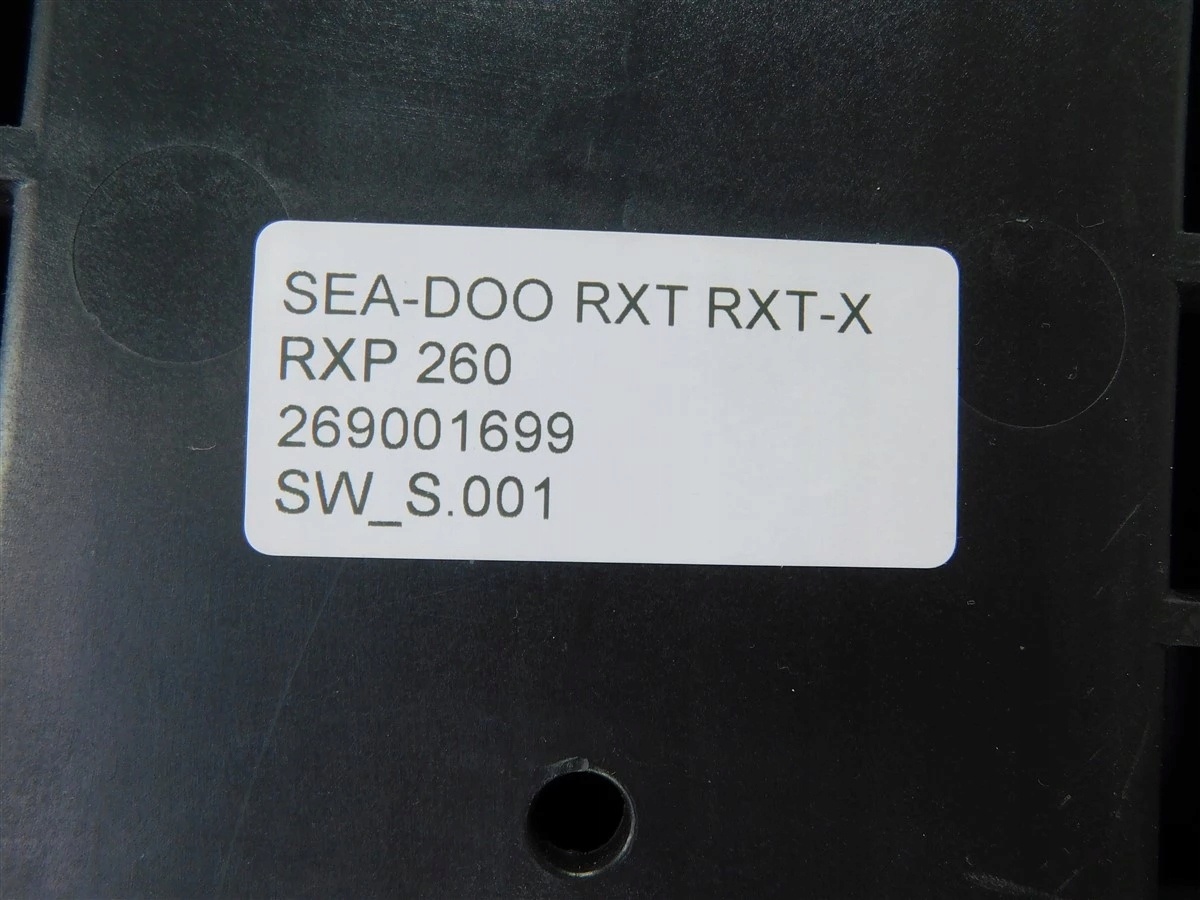 SEA-DOO RXT RXT-X
RXP 260
269001699
SW_S.001